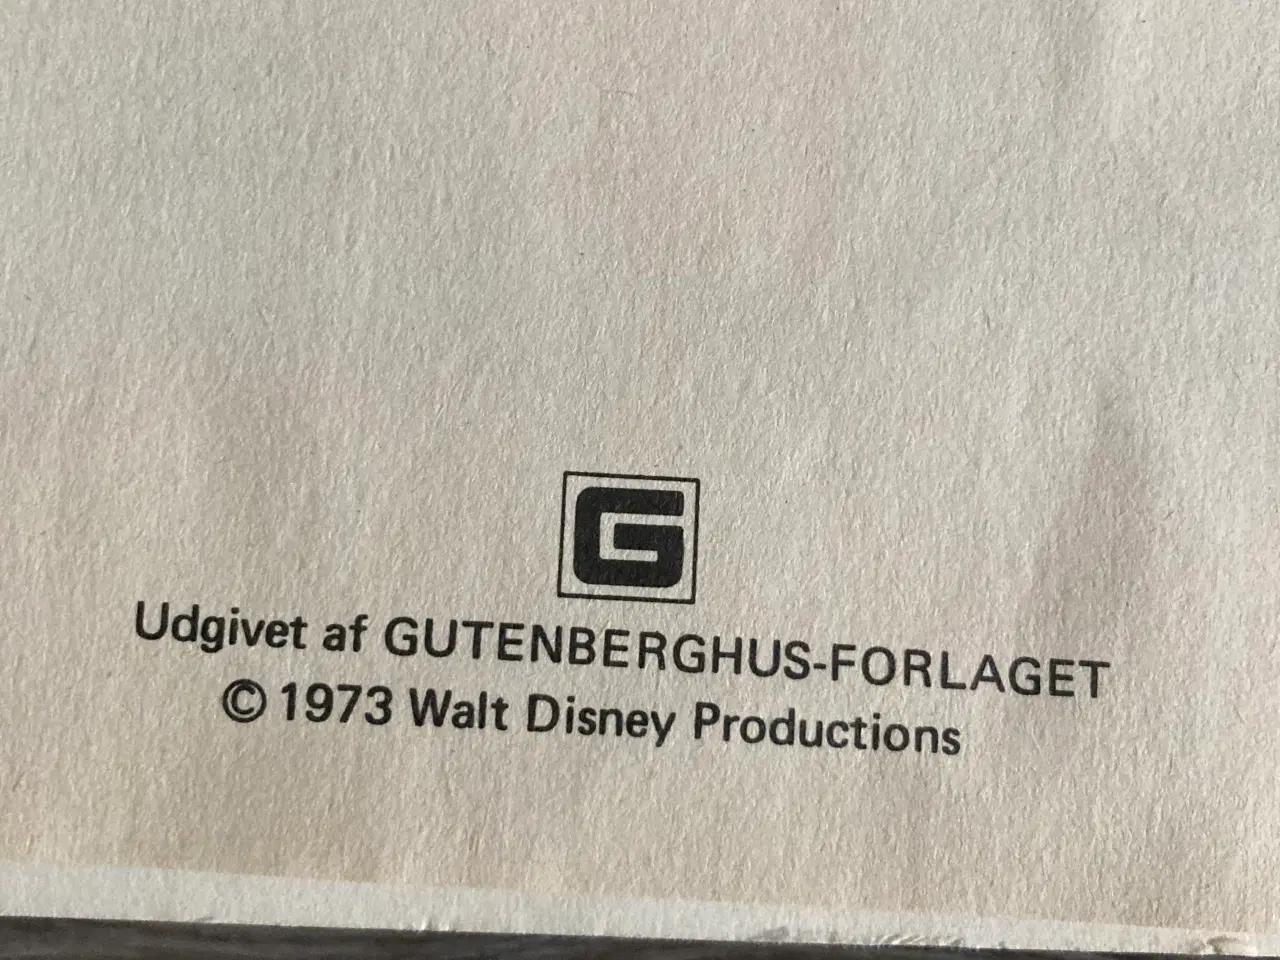 G
Udgivet af GUTENBERGHUS-FORLAGET
© 1973 Walt Disney Productions